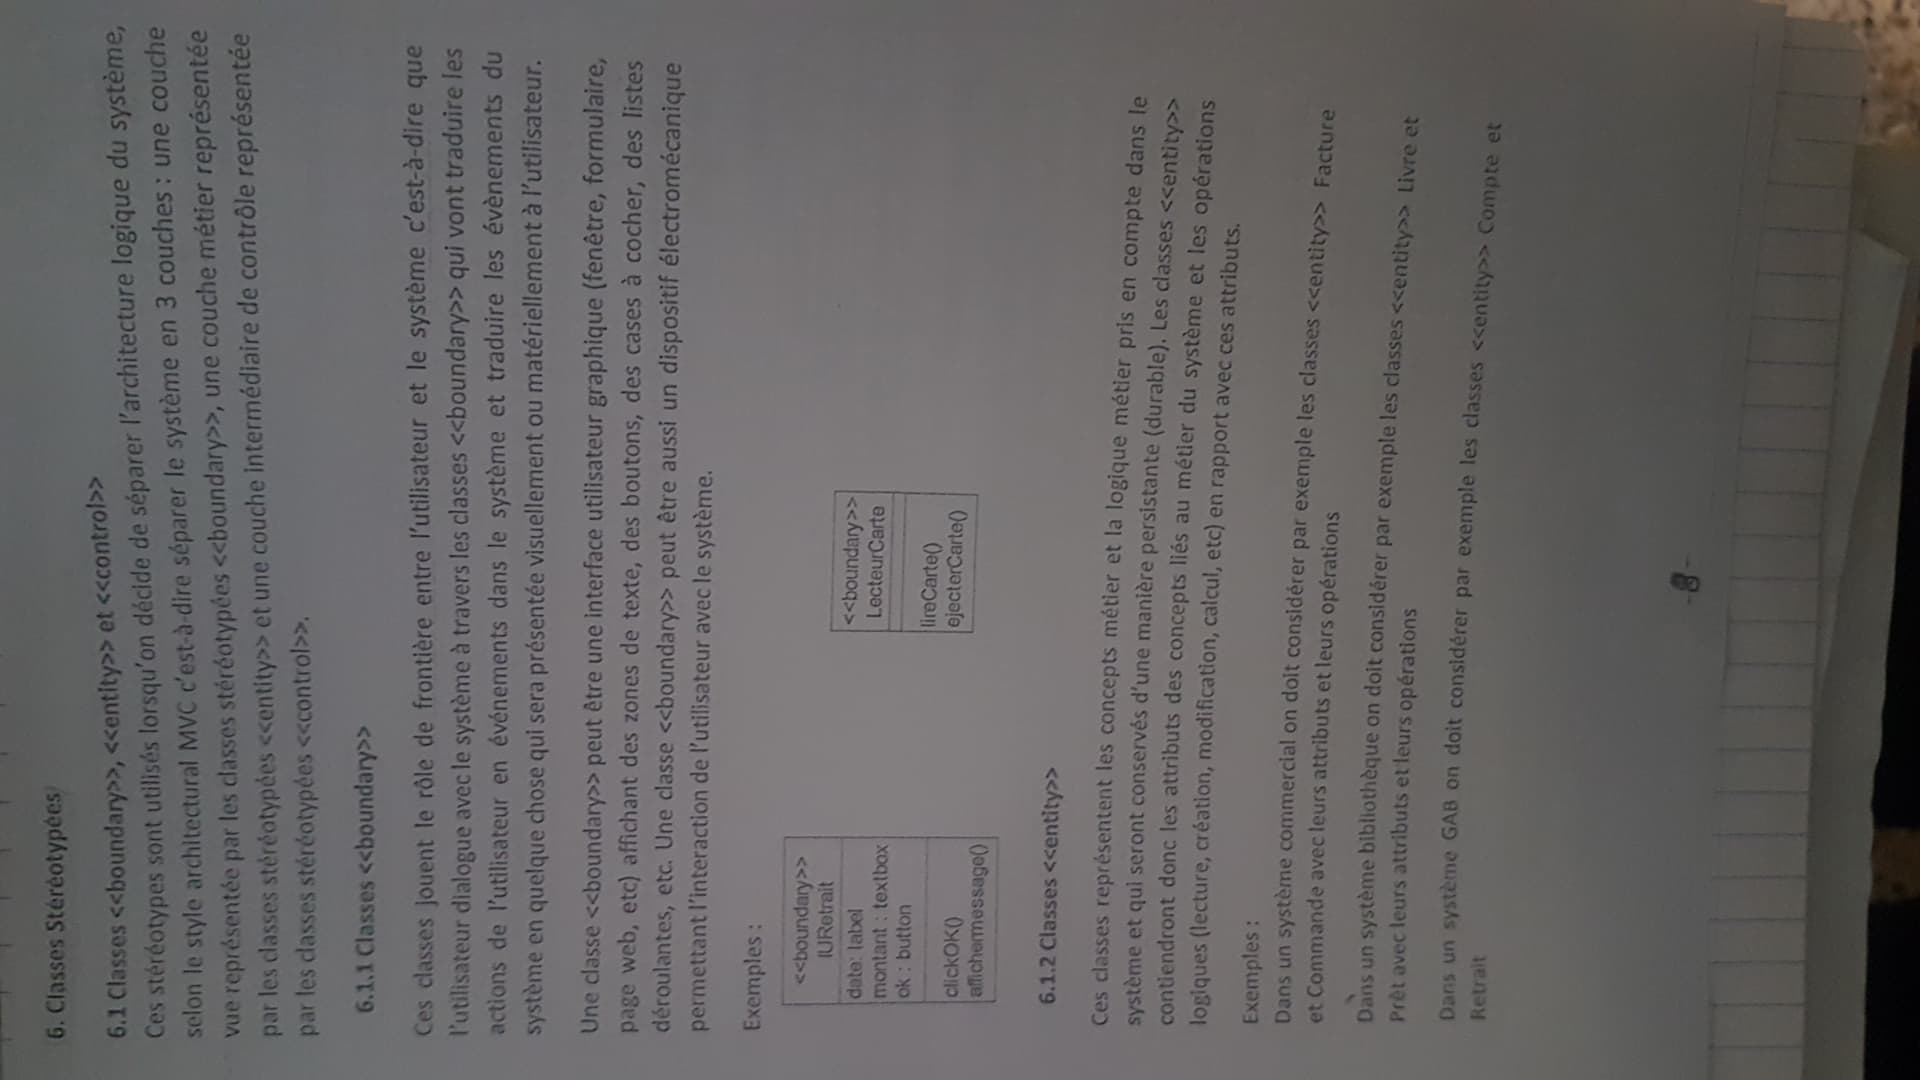 6. Classes Stéréotypées
6.1 Classes <<boundary>>, <<entity>> et <<control>>
Ces stéréotypes sont utilisés lorsqu'on décide de séparer l'architecture logique du système,
selon le style architectural MVC c'est-à-dire séparer le système en 3 couches : une couche
vue représentée par les classes stéréotypées <<boundary>>, une couche métier représentée
par les classes stéréotypées <<entity>> et une couche intermédiaire de contrôle représentée
par les classes stéréotypées <<control>>.
6.1.1 Classes <<boundary>>
Ces classes jouent le rôle de frontière entre l'utilisateur et le système c'est-à-dire que
l'utilisateur dialogue avec le système à travers les classes <<boundary>> qui vont traduire les
actions de l'utilisateur en événements dans le système et traduire les évènements du
système en quelque chose qui sera présentée visuellement ou matériellement à l'utilisateur.
Une classe <<boundary>> peut être une interface utilisateur graphique (fenêtre, formulaire,
page web, etc) affichant des zones de texte, des boutons, des cases à cocher, des listes
déroulantes, etc. Une classe <<boundary>> peut être aussi un dispositif électromécanique
permettant l'interaction de l'utilisateur avec le système.
Exemples :
<<boundary>>
IURetrait
date: label
montant : textbox
ok : button
clickOK()
affichermessage()
<<boundary>>
LecteurCarte
lireCarte()
ejecterCarte()
6.1.2 Classes <<entity>>
Ces classes représentent les concepts métier et la logique métier pris en compte dans le
système et qui seront conservés d'une manière persistante (durable). Les classes <<entity>>
contiendront donc les attributs des concepts liés au métier du système et les opérations
logiques (lecture, création, modification, calcul, etc) en rapport avec ces attributs.
Exemples :
Dans un système commercial on doit considérer par exemple les classes <<entity>> Facture
et Commande avec leurs attributs et leurs opérations
Dans un système bibliothèque on doit considérer par exemple les classes <<entity>> Livre et
Prêt avec leurs attributs et leurs opérations
Dans un système GAB on doit considérer par exemple les classes <<entity>> Compte et
Retrait
-8-